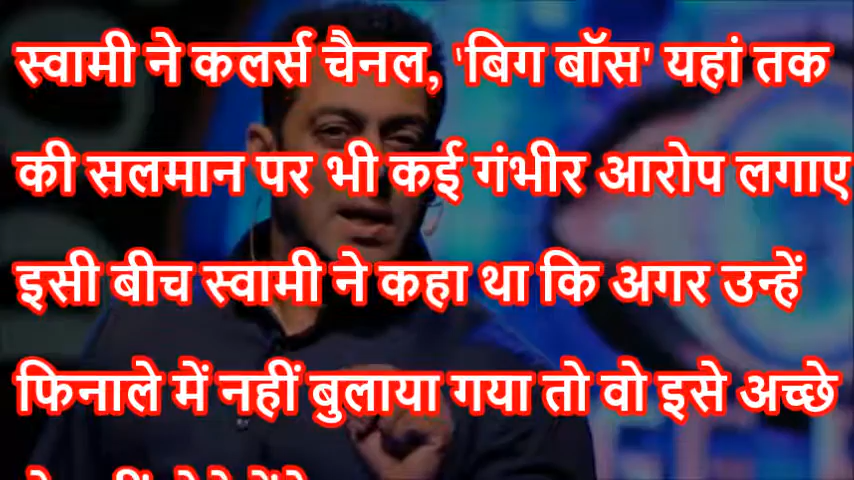 स्वामी ने कलर्स चैनल, 'बिग बॉस' यहां तक
की सलमान पर भी कई गंभीर आरोप लगाए
इसी बीच स्वामी ने कहा था कि अगर उन्हें
फिनाले में नहीं बुलाया गया तो वो इसे अच्छे